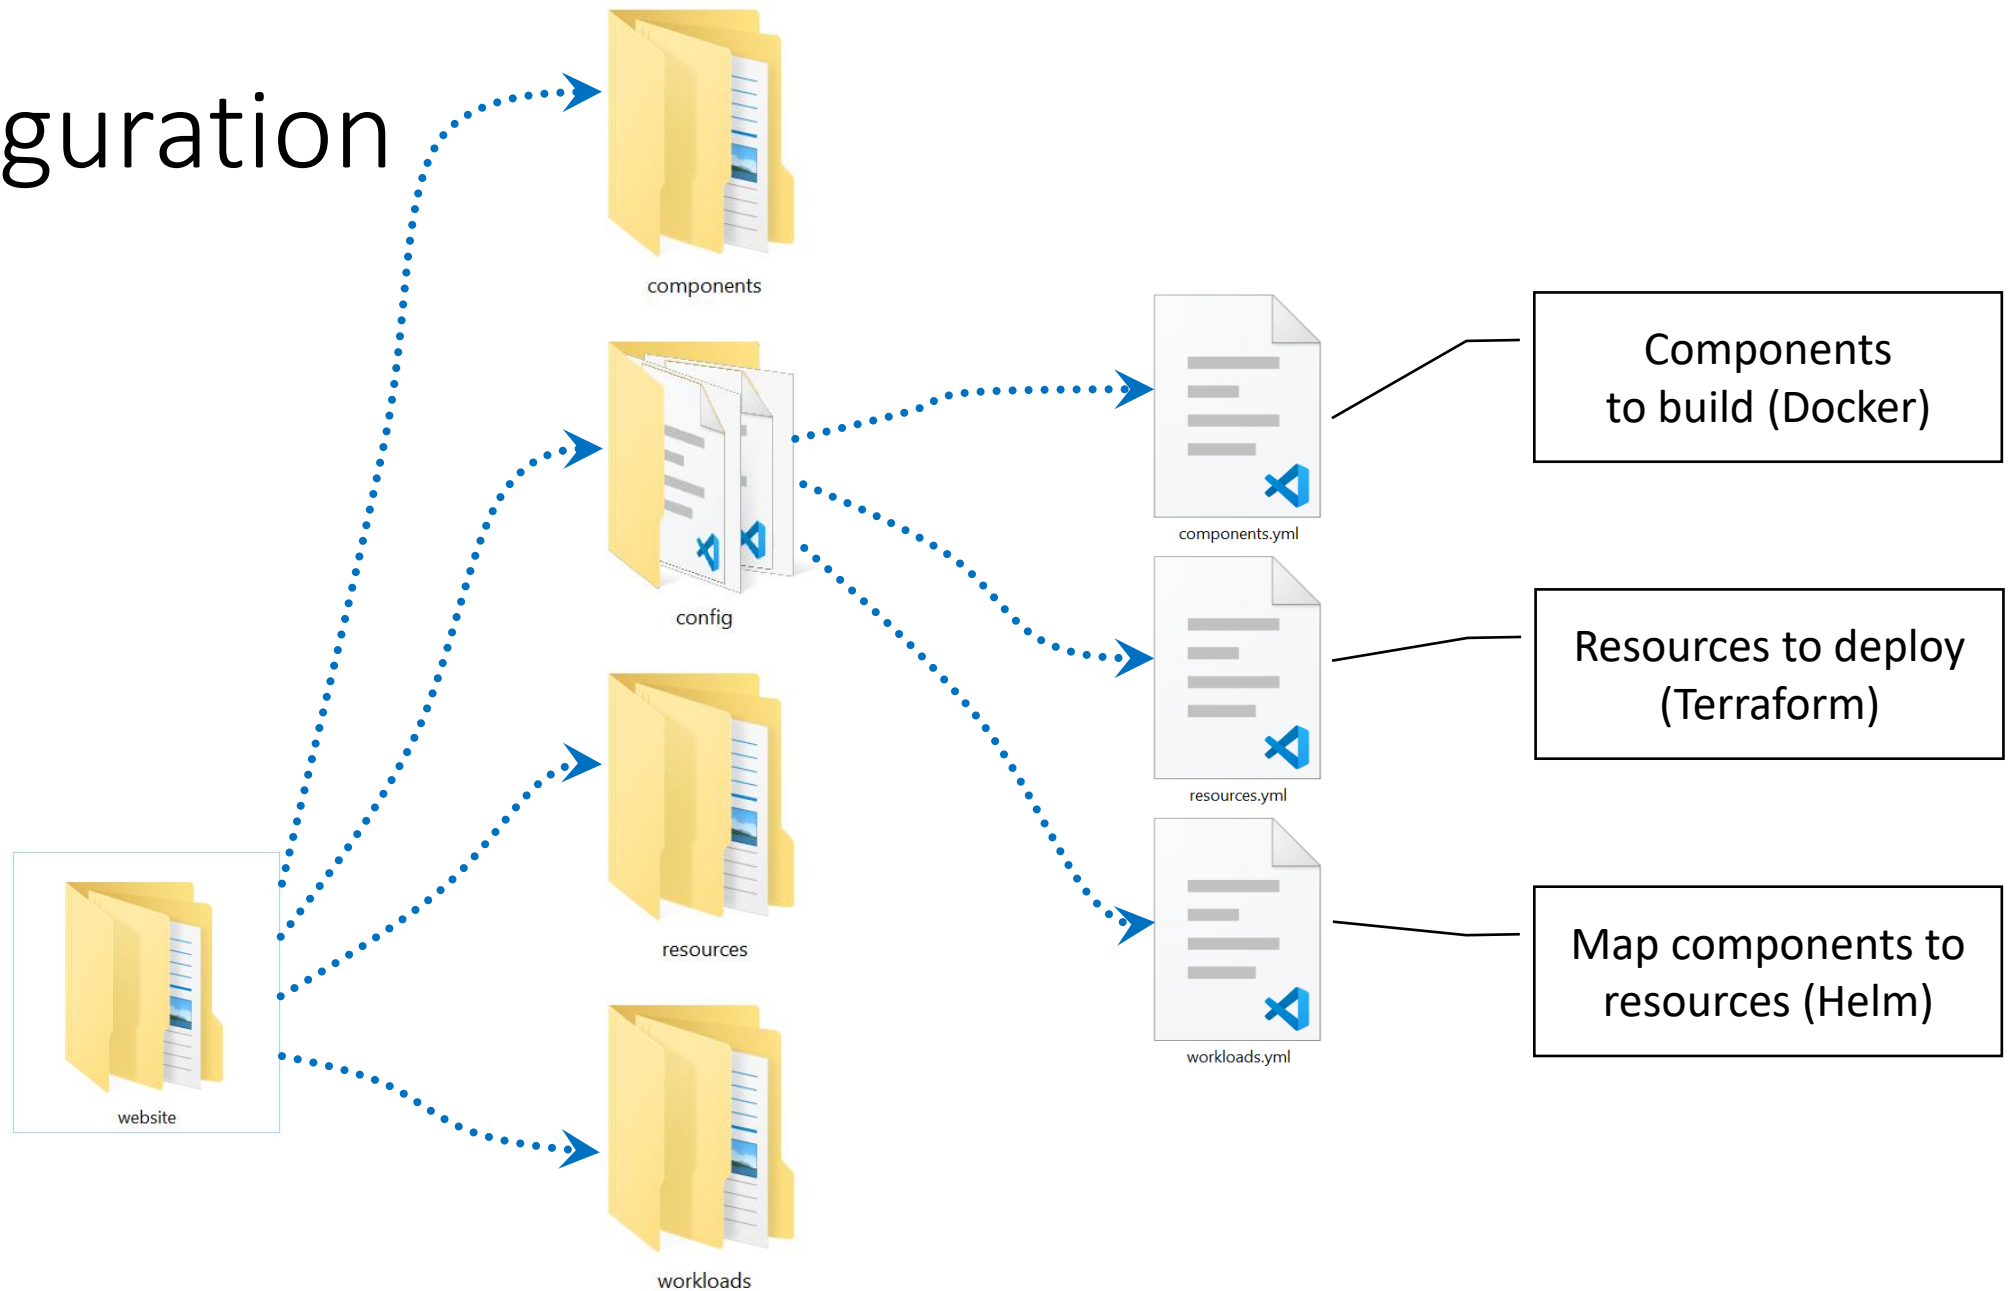 guration
components
config
resources
workloads
website
components.yml
resources.yml
workloads.yml
Components
to build (Docker)
Resources to deploy
(Terraform)
Map components to
resources (Helm)